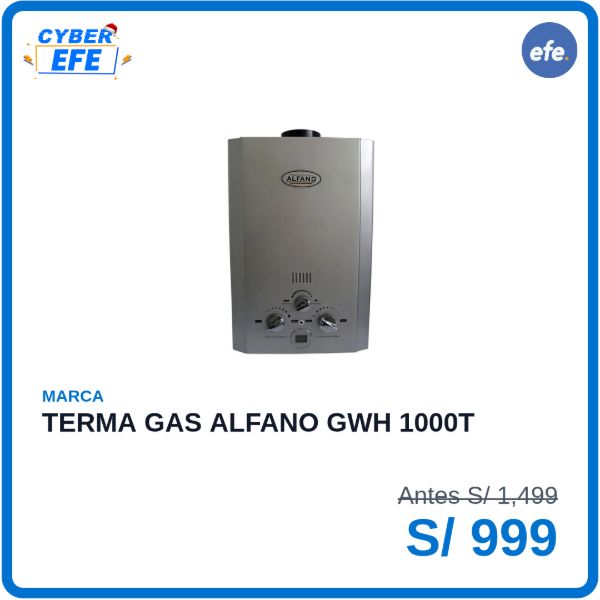 CYBER
EFE
efe.
ALFANO
MARCA
TERMA GAS ALFANO GWH 1000T
Antes S/ 1,499
S/ 999